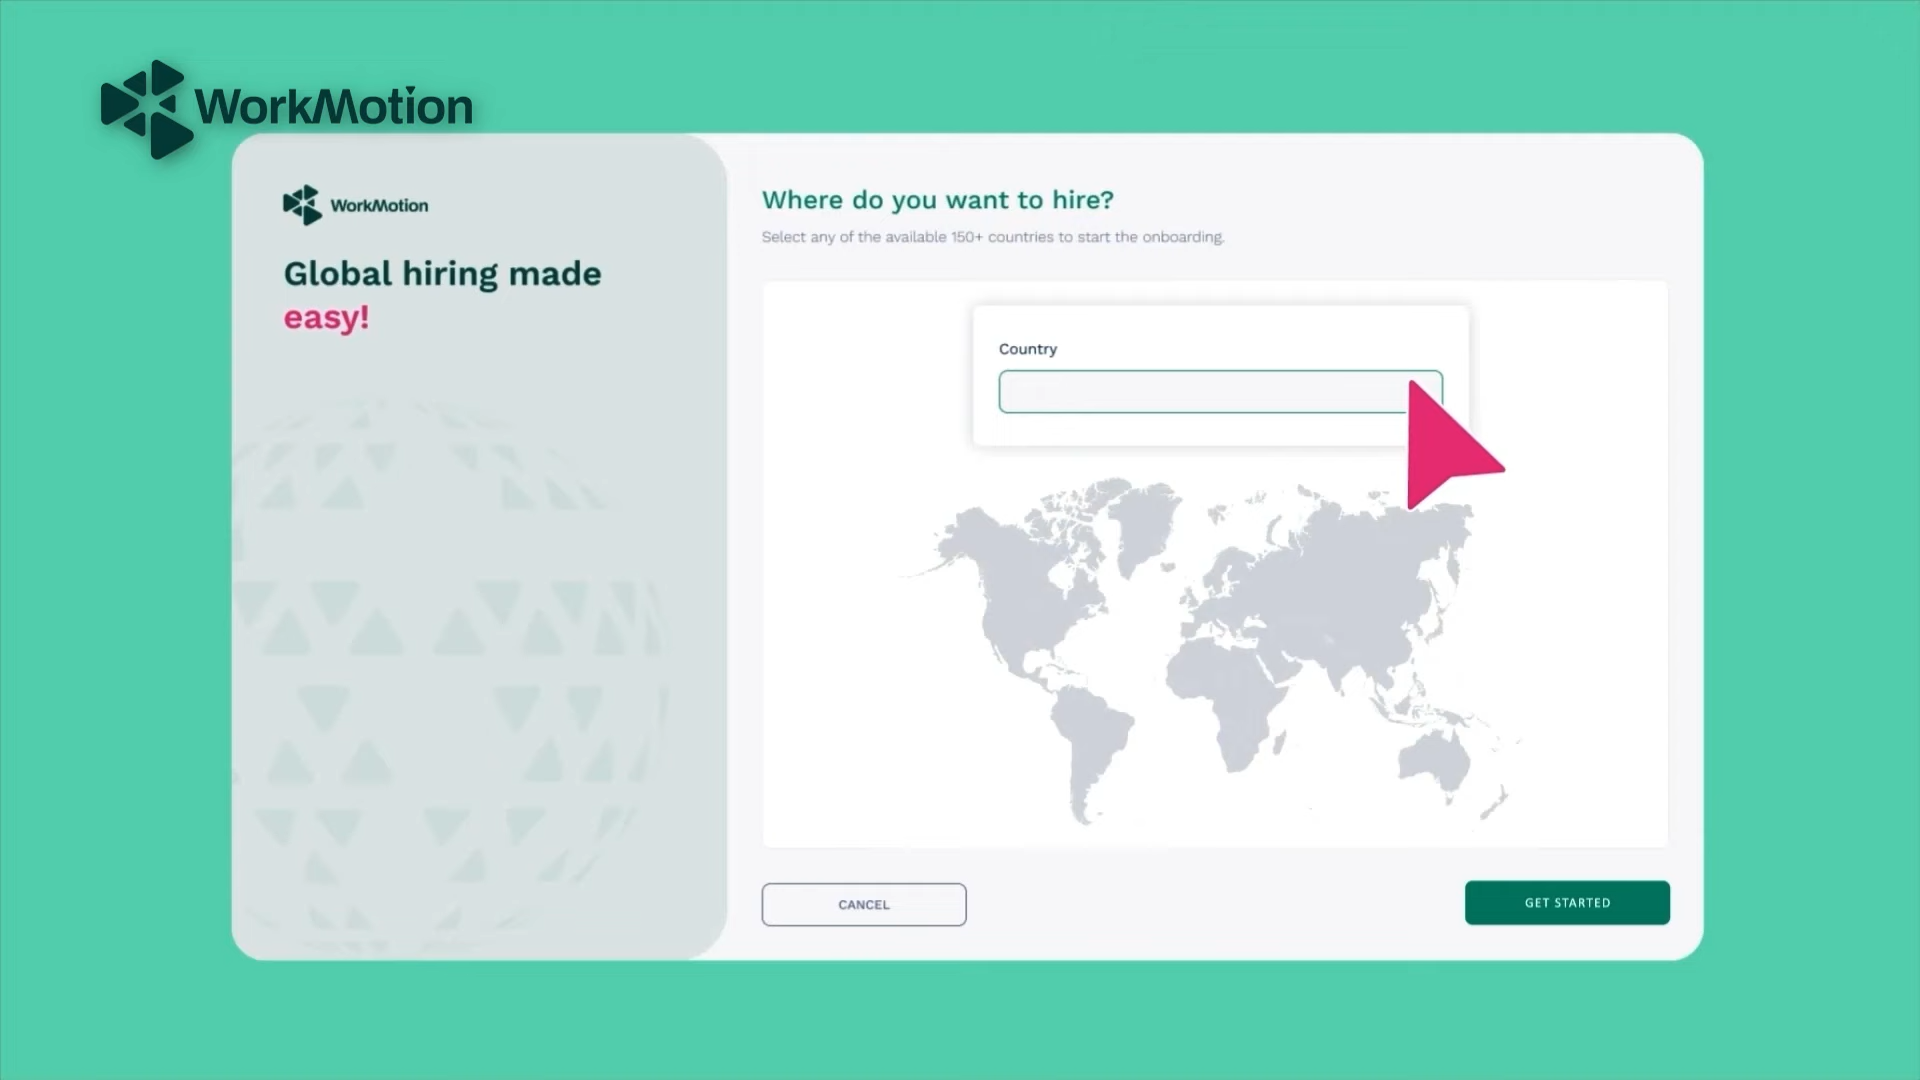 WorkMotion
WorkMotion
Global hiring made
easy!
Where do you want to hire?
Select any of the available 150+ countries to start the onboarding.
Country
CANCEL
GET STARTED